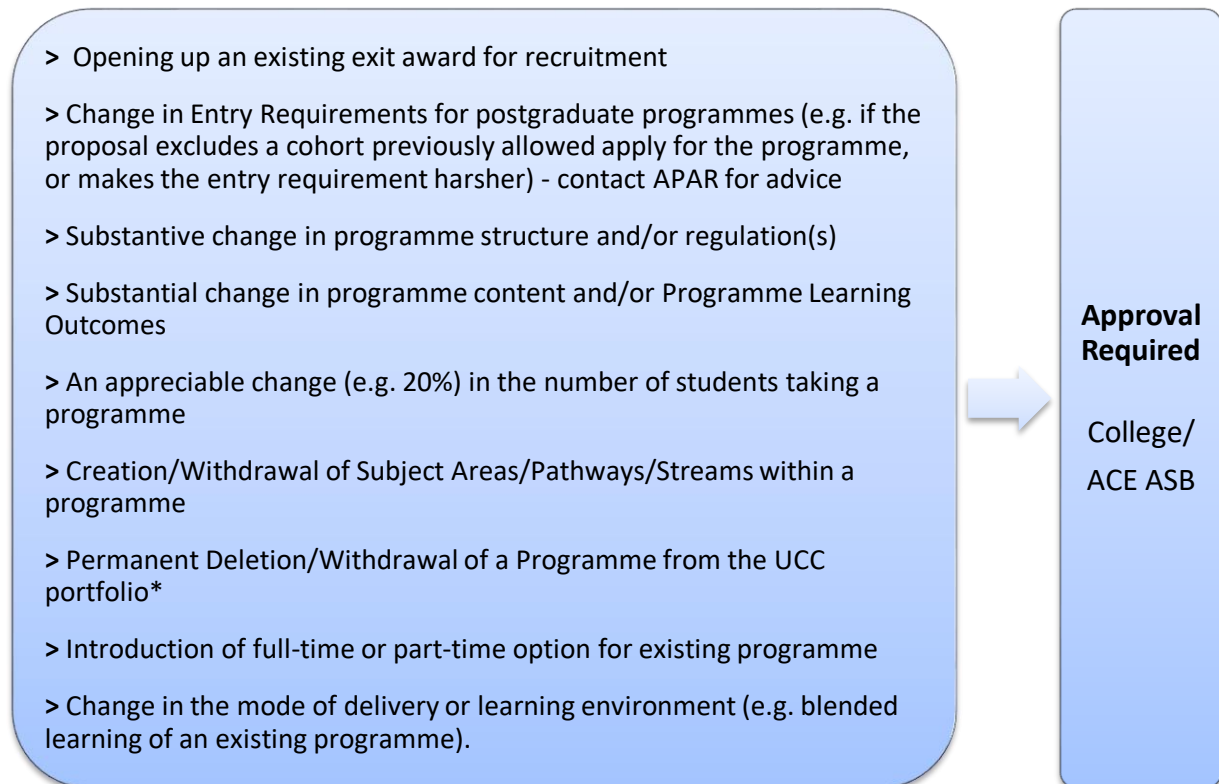 > Opening up an existing exit award for recruitment
> Change in Entry Requirements for postgraduate programmes (e.g. if the
proposal excludes a cohort previously allowed apply for the programme,
or makes the entry requirement harsher) - contact APAR for advice
> Substantive change in programme structure and/or regulation(s)
> Substantial change in programme content and/or Programme Learning
Outcomes
> An appreciable change (e.g. 20%) in the number of students taking a
programme
> Creation/Withdrawal of Subject Areas/Pathways/Streams within a
programme
> Permanent Deletion/Withdrawal of a Programme from the UCC
portfolio*
> Introduction of full-time or part-time option for existing programme
> Change in the mode of delivery or learning environment (e.g. blended
learning of an existing programme).
Approval
Required
College/
ACE ASB